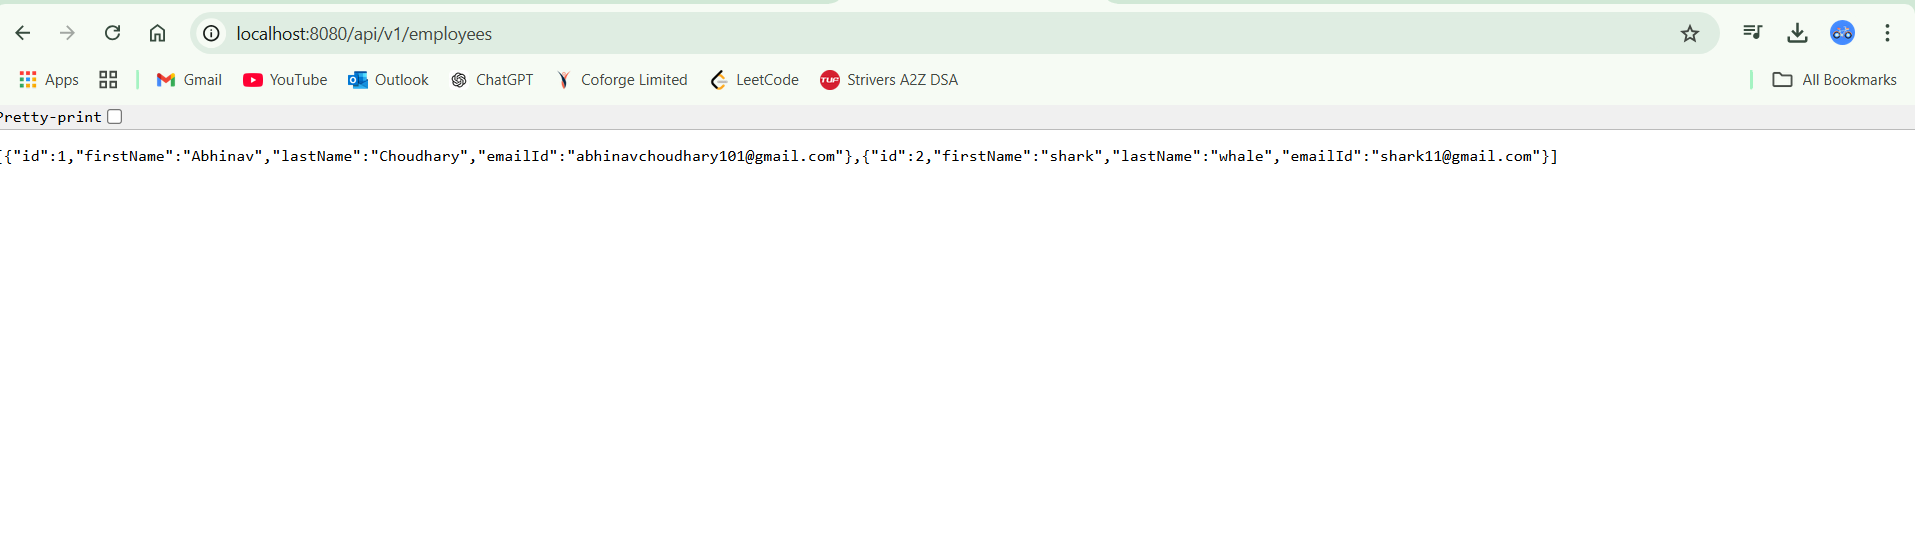 localhost:8080/api/v1/employees
Apps Gmail YouTube Outlook ChatGPT Coforge Limited LeetCode TUF Strivers A2Z DSA All Bookmarks
Pretty-print
[{"id":1,"firstName":"Abhinav","lastName":"Choudhary","emailId":"abhinavchoudhary101@gmail.com"},{"id":2,"firstName":"shark","lastName":"whale","emailId":"shark11@gmail.com"}]